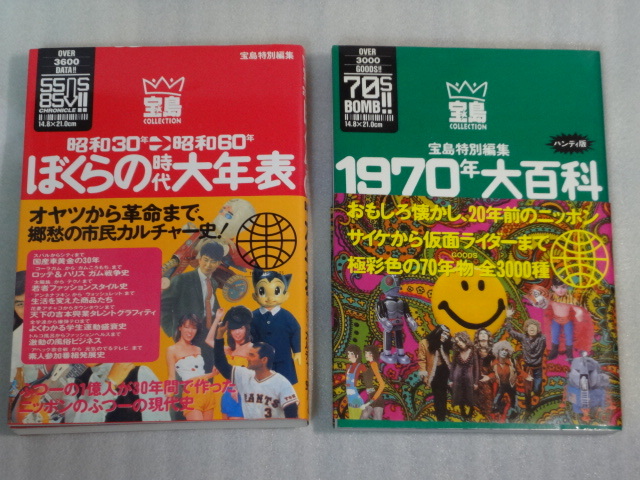 OVER
3600
DATA!!
S30→S60
CHRONICLE
14.8×21.0cm
宝島特別編集
宝島
COLLECTION
昭和30年→昭和60年
ぼくらの時代大年表
オヤツから革命まで、
郷愁の市民カルチャー史!
国産車黄金の30年
ロッテ&ハリス ガム戦争史
若者ファッションスタイル史
生活を変えた商品たち
天下の吉本興業タレントグラフィティ
よくわかる学生運動盛衰史
激動の風俗ビジネス
素人参加番組発展史
ふつーの1億人が30年間で作った
ニッポンのふつーの現代史
GIANTS
3
OVER
3000
GOODS!!
70S
BOMB!!
14.8×21.0cm
宝島
COLLECTION
宝島特別編集
ハンディ版
1970年大百科
おもしろ懐かし、20年前のニッポン
サイケから仮面ライダーまで
GOODS
極彩色の70年物・全3000種